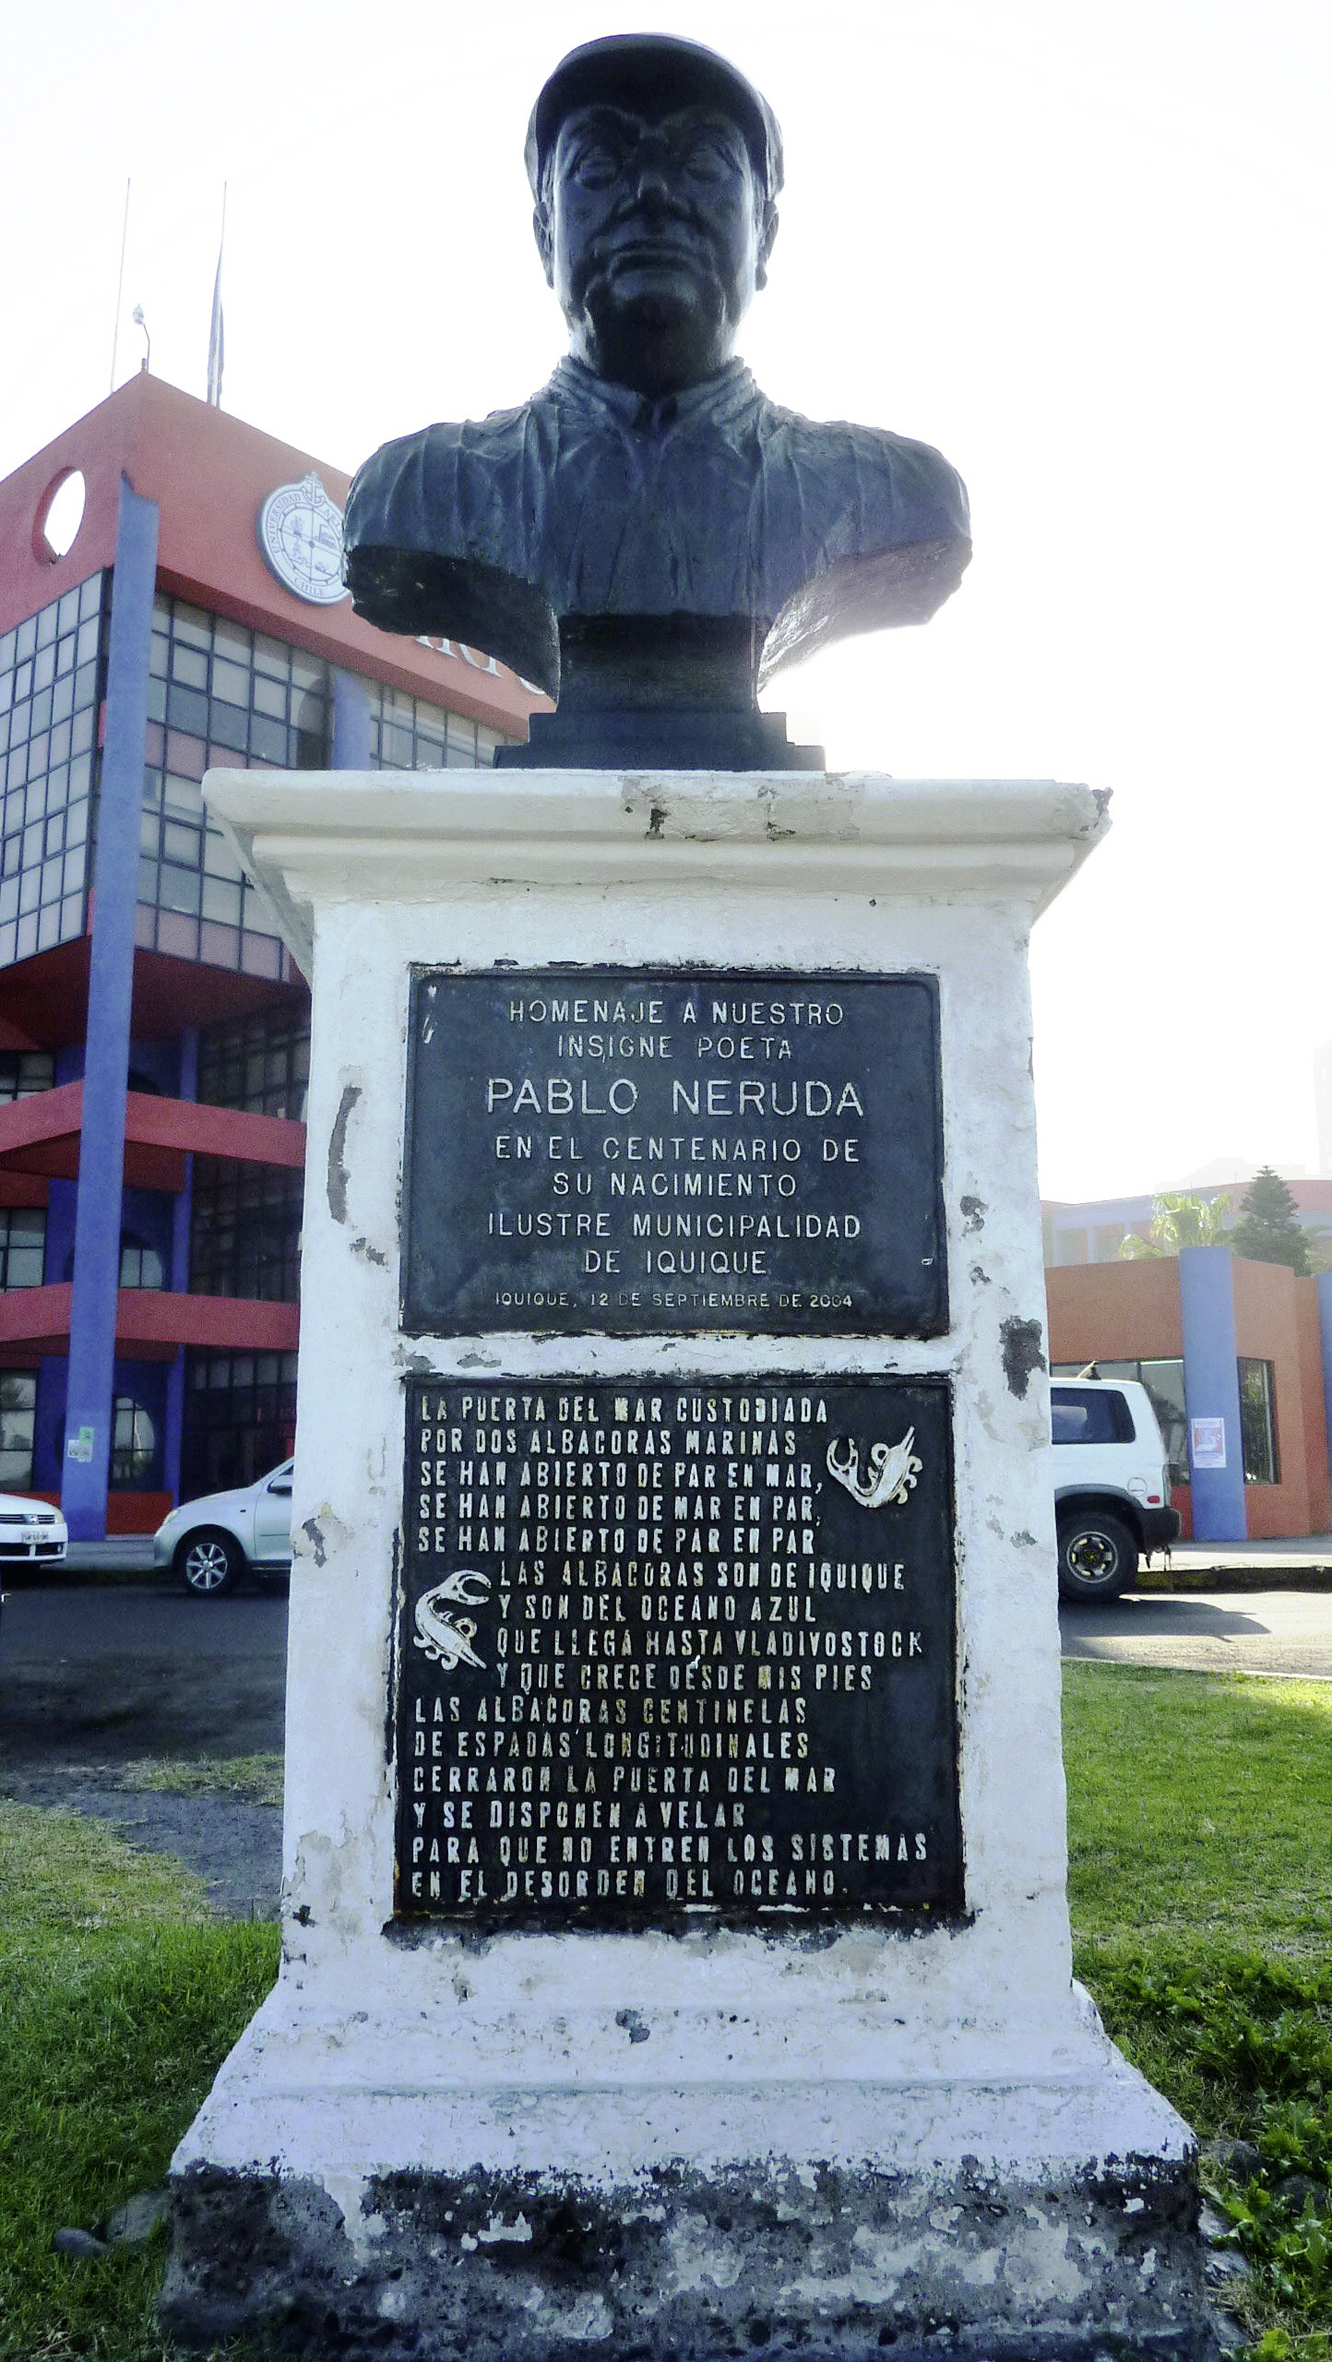 UNIVERSIDAD
CHILE
HOMENAJE A NUESTRO
INSIGNE POETA
PABLO NERUDA
EN EL CENTENARIO DE
SU NACIMIENTO
ILUSTRE MUNICIPALIDAD
DE IQUIQUE
IQUIQUE, 12 DE SEPTIEMBRE DE 2004
LA PUERTA DEL MAR CUSTODIADA
POR DOS ALBACORAS MARINAS
SE HAN ABIERTO DE PAR EN MAR,
SE HAN ABIERTO DE MAR EN PAR,
SE HAN ABIERTO DE PAR EN PAR
LAS ALBACORAS SON DE IQUIQUE
Y SON DEL OCEANO AZUL
QUE LLEGA HASTA VLADIVOSTOCK
Y QUE CRECE DESDE MIS PIES
LAS ALBACORAS CENTINELAS
DE ESPADAS LONGITUDINALES
CERRARON LA PUERTA DEL MAR
Y SE DISPONEN A VELAR
PARA QUE NO ENTREN LOS SISTEMAS
EN EL DESORDEN DEL OCEANO.